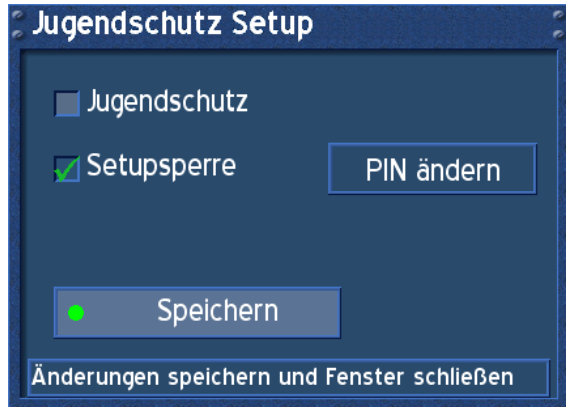 Jugendschutz Setup
Jugendschutz
Setupsperre
PIN ändern
Speichern
Änderungen speichern und Fenster schließen